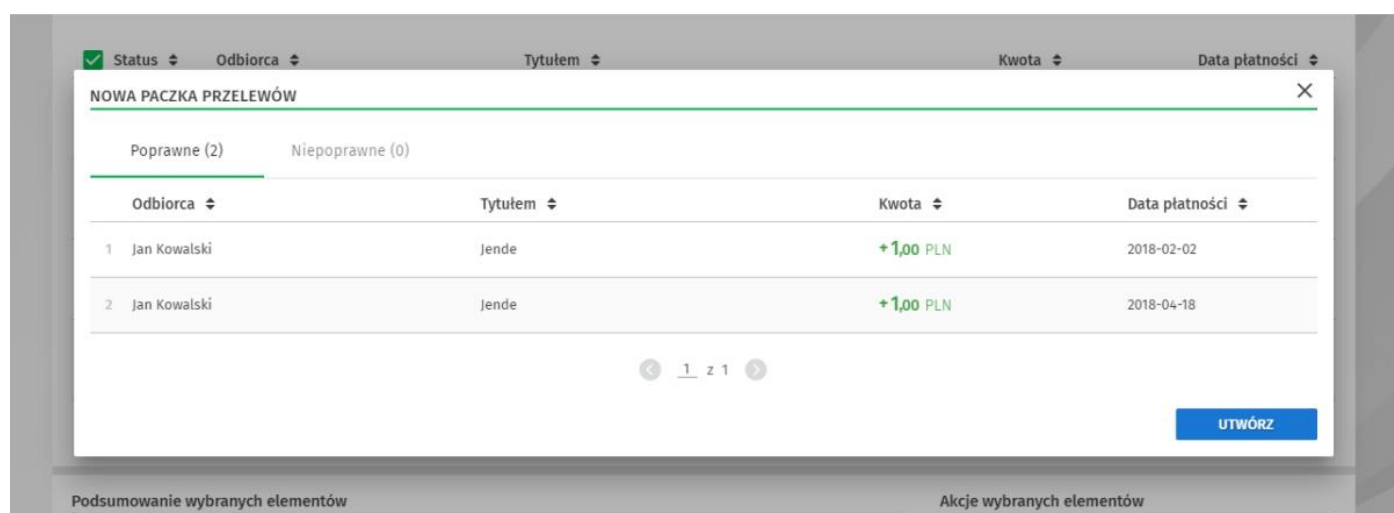 Status Odbiorca Tytułem Kwota Data płatności
NOWA PACZKA PRZELEWÓW
Poprawne (2) Niepoprawne (0)
Odbiorca Tytułem Kwota Data płatności
1 Jan Kowalski Jende +1,00 PLN 2018-02-02
2 Jan Kowalski Jende +1,00 PLN 2018-04-18
1 z 1
UTWÓRZ
Podsumowanie wybranych elementów Akcje wybranych elementów